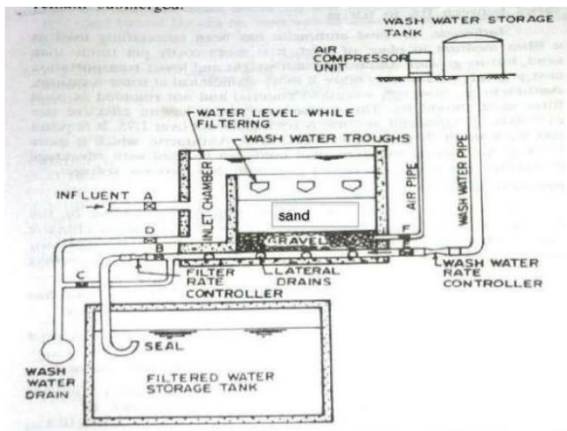 remain submerged.
WASH WATER STORAGE
TANK
AIR
COMPRESSOR
UNIT
WATER LEVEL WHILE
FILTERING
WASH WATER TROUGHS
INFLUENT
A
INLET CHAMBER
sand
AIR PIPE
WASH WATER PIPE
D
GRAVEL
F
B
C
FILTER
RATE
CONTROLLER
LATERAL
DRAINS
WASH WATER
RATE
CONTROLLER
SEAL
WASH
WATER
DRAIN
FILTERED WATER
STORAGE TANK